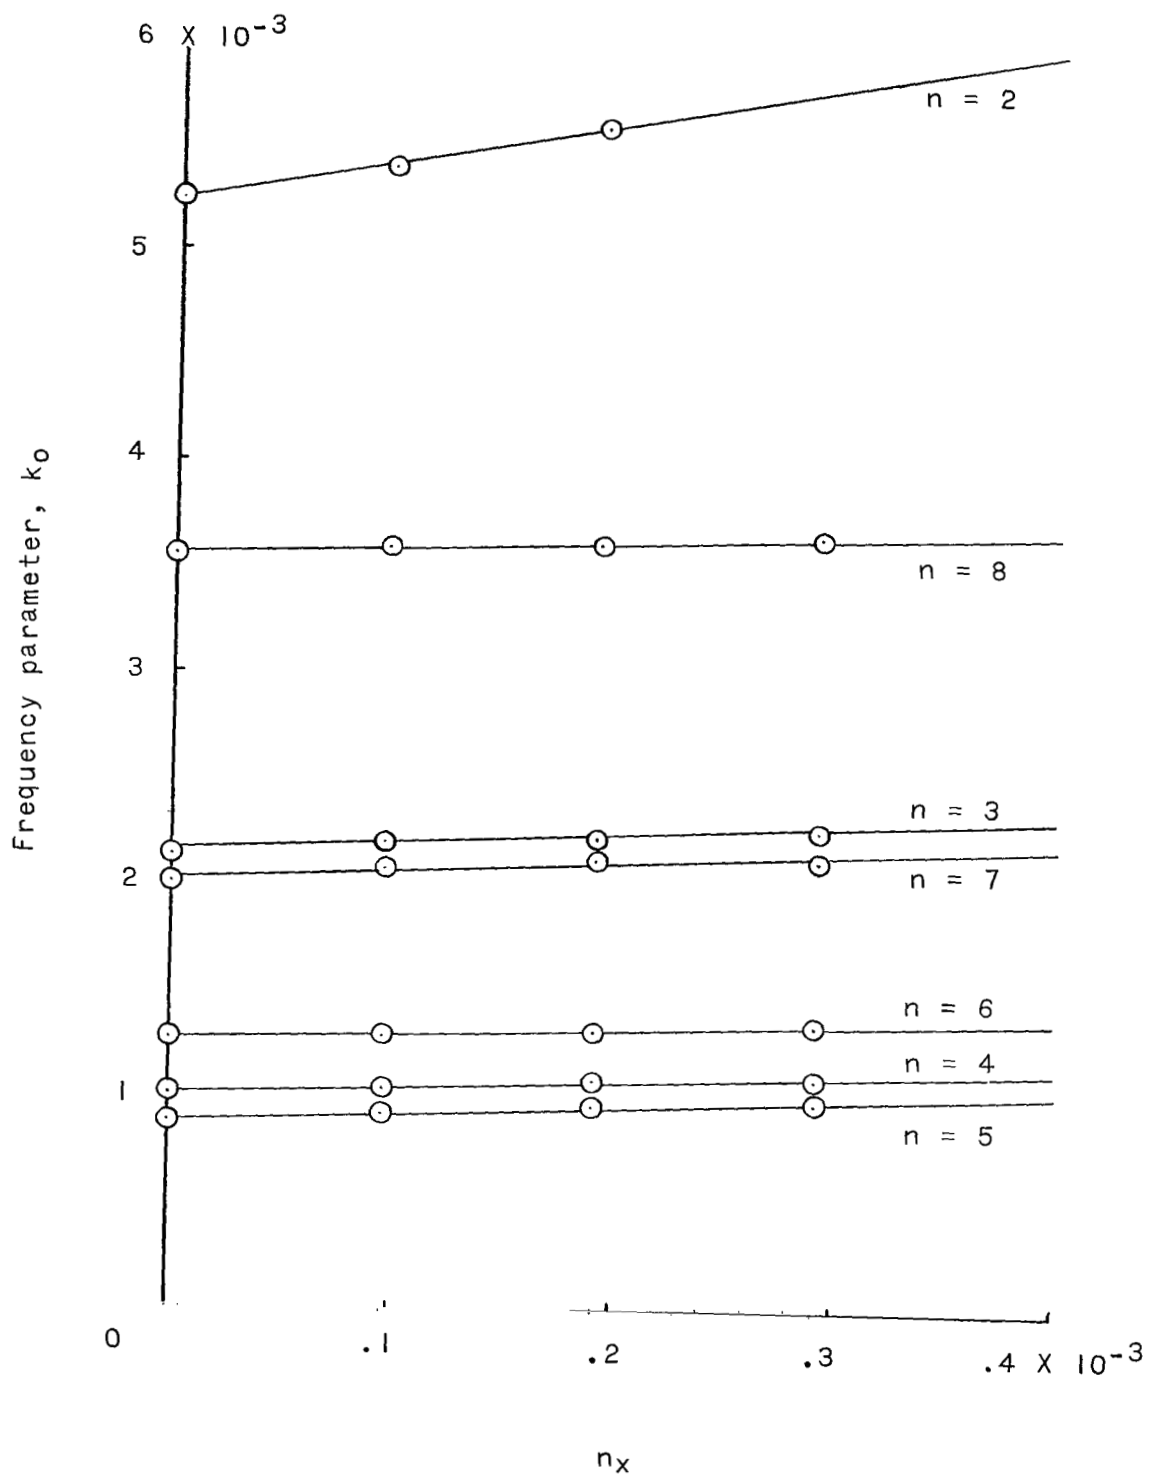 6 X 10⁻³
n = 2
5
4
n = 8
Frequency parameter, k₀
3
n = 3
2
n = 7
n = 6
n = 4
1
n = 5
0
.1
.2
.3
.4 X 10⁻³
nₓ